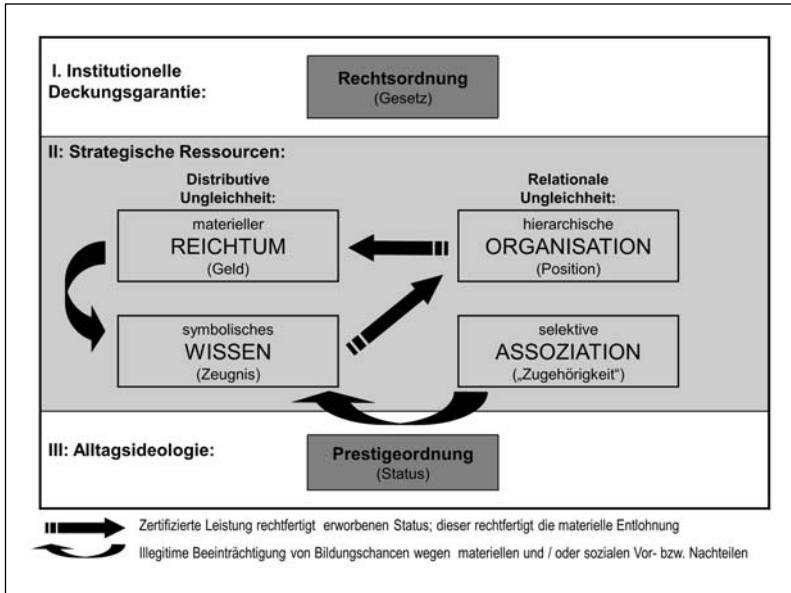 I. Institutionelle
Deckungsgarantie:
Rechtsordnung
(Gesetz)
II: Strategische Ressourcen:
Distributive
Ungleichheit:
Relationale
Ungleichheit:
materieller
REICHTUM
(Geld)
hierarchische
ORGANISATION
(Position)
symbolisches
WISSEN
(Zeugnis)
selektive
ASSOZIATION
(„Zugehörigkeit“)
III: Alltagsideologie:
Prestigeordnung
(Status)
Zertifizierte Leistung rechtfertigt erworbenen Status; dieser rechtfertigt die materielle Entlohnung
Illegitime Beeinträchtigung von Bildungschancen wegen materiellen und / oder sozialen Vor- bzw. Nachteilen